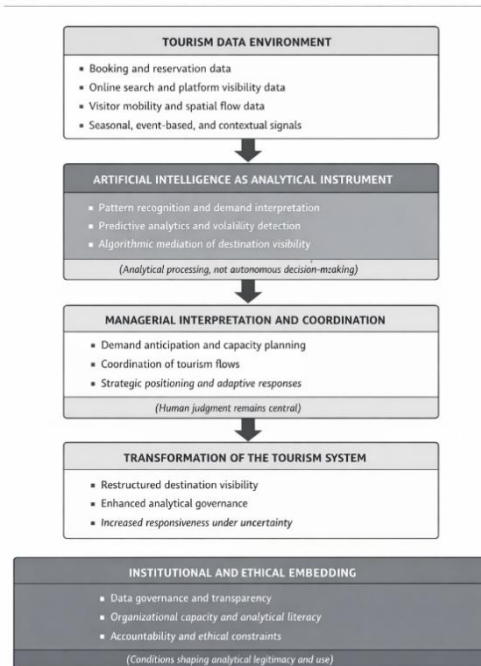 TOURISM DATA ENVIRONMENT
▪ Booking and reservation data
▪ Online search and platform visibility data
▪ Visitor mobility and spatial flow data
▪ Seasonal, event-based, and contextual signals
ARTIFICIAL INTELLIGENCE AS ANALYTICAL INSTRUMENT
▪ Pattern recognition and demand interpretation
▪ Predictive analytics and volability detection
▪ Algorithmic mediation of destination visibility
(Analytical processing, not autonomous decision-making)
MANAGERIAL INTERPRETATION AND COORDINATION
▪ Demand anticipation and capacity planning
▪ Coordination of tourism flows
▪ Strategic positioning and adaptive responses
(Human judgment remains central)
TRANSFORMATION OF THE TOURISM SYSTEM
▪ Restructured destination visibility
▪ Enhanced analytical governance
▪ Increased responsiveness under uncertainty
INSTITUTIONAL AND ETHICAL EMBEDDING
▪ Data governance and transparency
▪ Organizational capacity and analytical literacy
▪ Accountability and ethical constraints
(Conditions shaping analytical legitimacy and use)